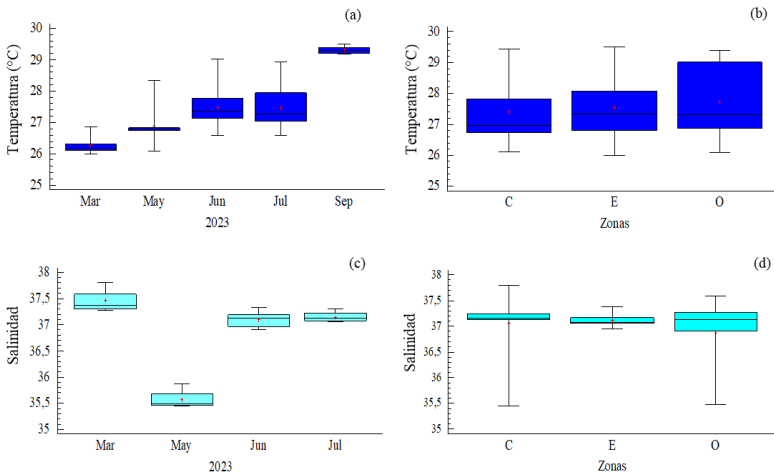 (a)
Temperatura (°C)
30
29
28
27
26
25
Mar May Jun Jul Sep
2023
(b)
Temperatura (°C)
30
29
28
27
26
25
C E O
Zonas
(c)
Salinidad
38
37,5
37
36,5
36
35,5
35
Mar May Jun Jul
2023
(d)
Salinidad
38
37,5
37
36,5
36
35,5
35
C E O
Zonas